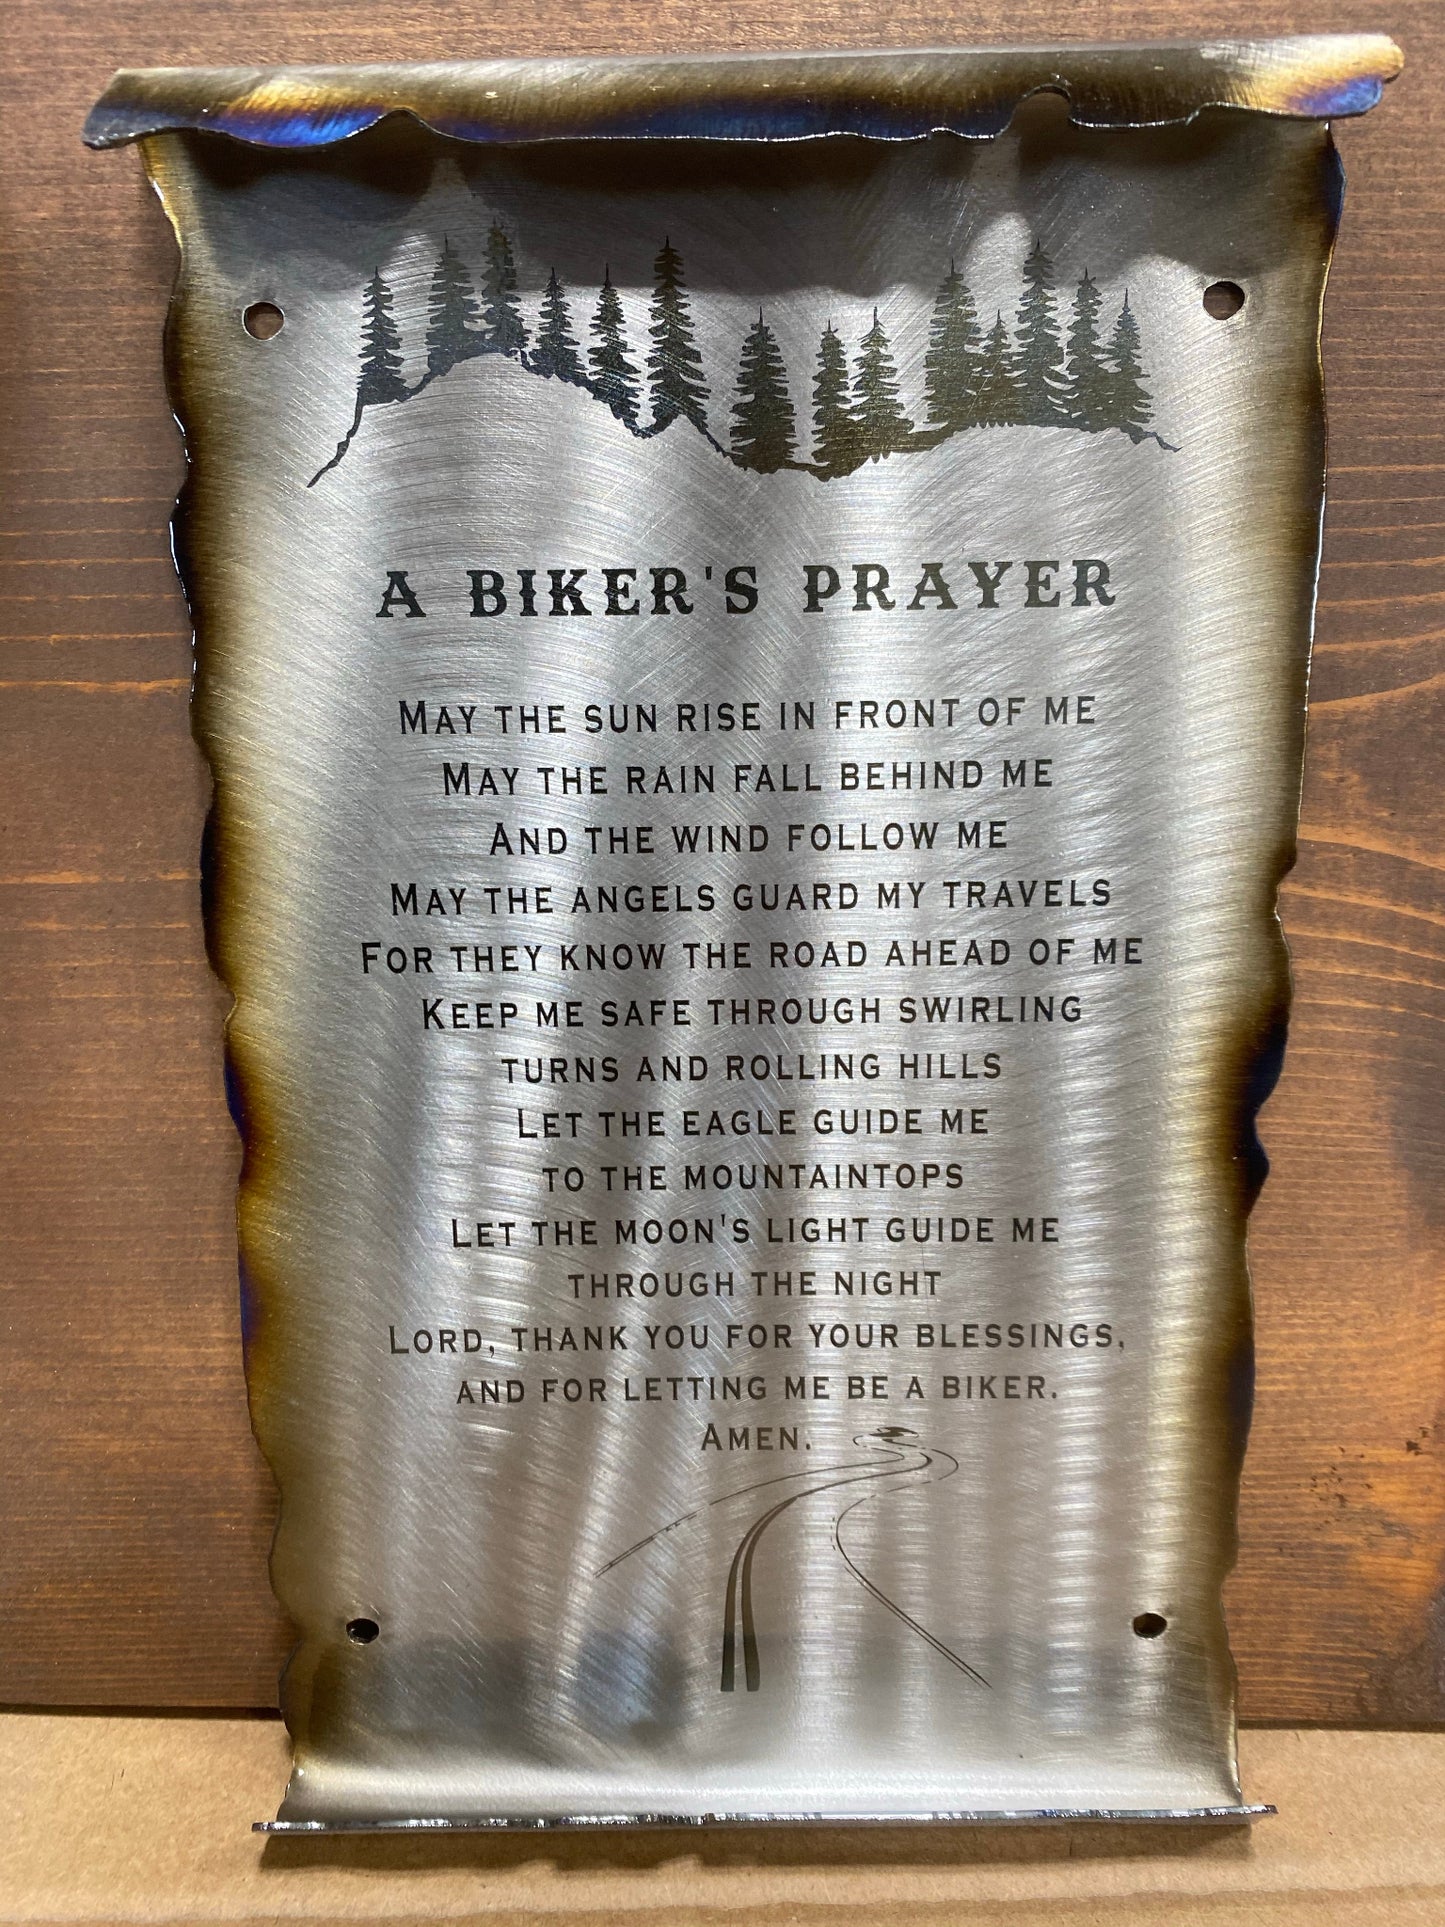 A BIKER'S PRAYER
MAY THE SUN RISE IN FRONT OF ME
MAY THE RAIN FALL BEHIND ME
AND THE WIND FOLLOW ME
MAY THE ANGELS GUARD MY TRAVELS
FOR THEY KNOW THE ROAD AHEAD OF ME
KEEP ME SAFE THROUGH SWIRLING
TURNS AND ROLLING HILLS
LET THE EAGLE GUIDE ME
TO THE MOUNTAINTOPS
LET THE MOON'S LIGHT GUIDE ME
THROUGH THE NIGHT
LORD, THANK YOU FOR YOUR BLESSINGS,
AND FOR LETTING ME BE A BIKER.
AMEN.